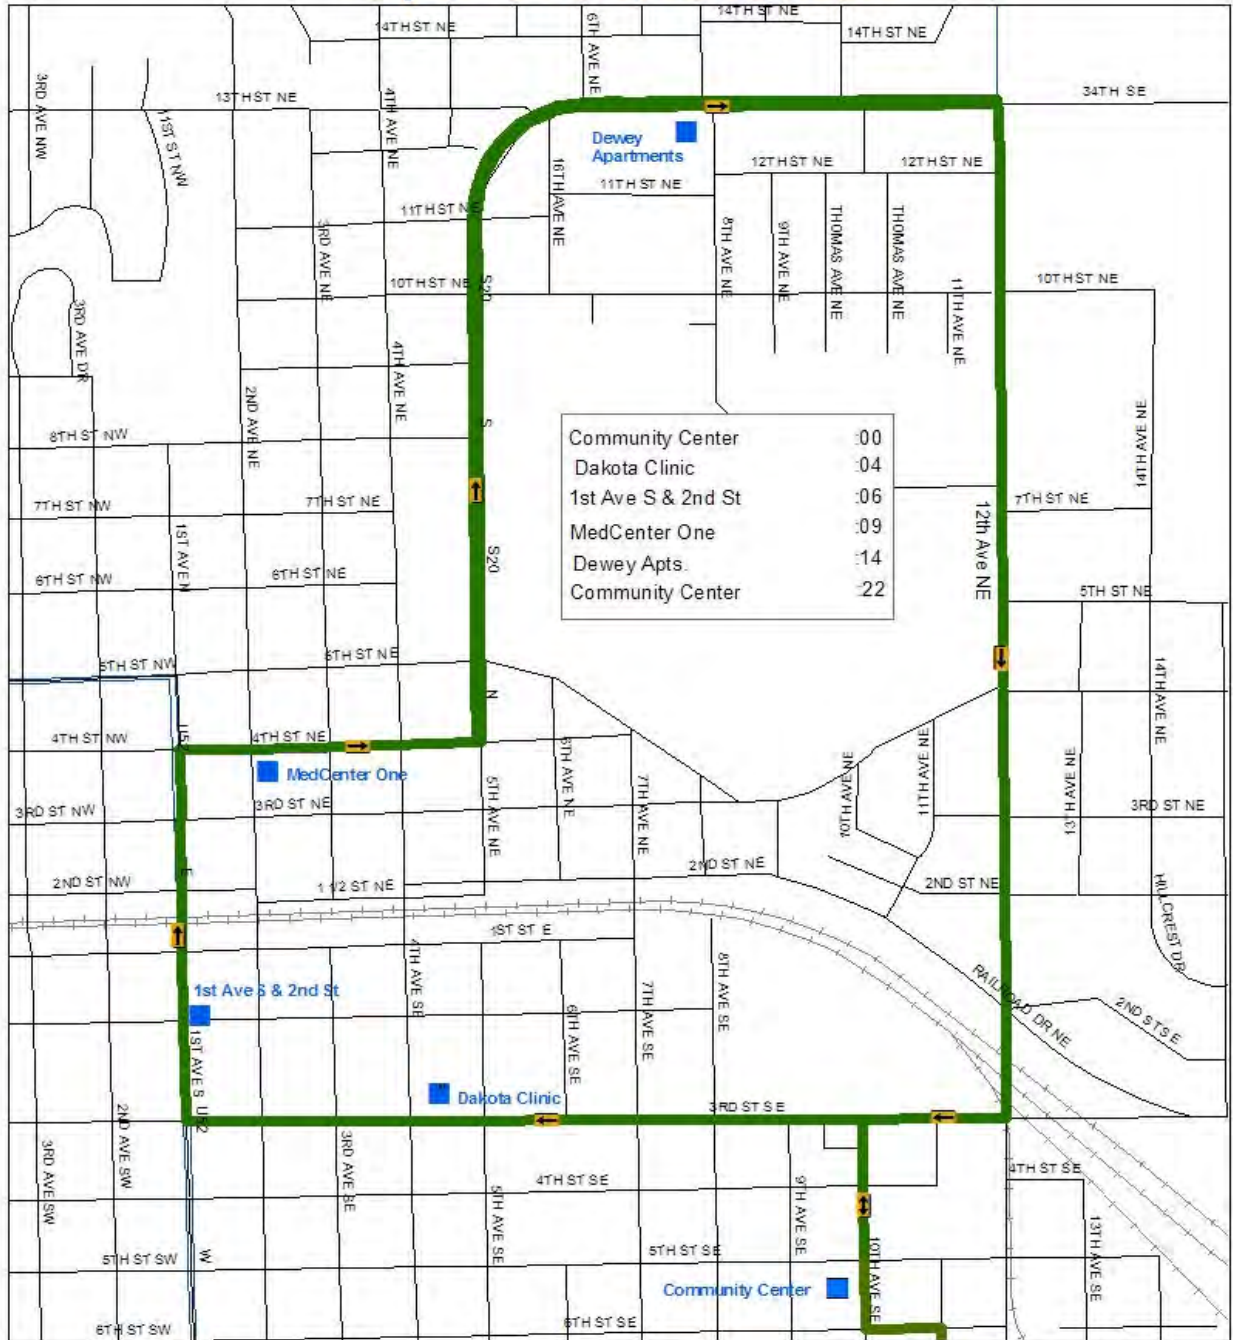 14TH ST NE
6TH AVE NE
14TH ST NE
14TH ST NE
3RD AVE NW
11ST ST NW
13TH ST NE
4TH AVE NE
34TH SE
Dewey
Apartments
12TH ST NE
12TH ST NE
16TH AVE NE
11TH ST NE
11TH ST NE
3RD AVE NE
8TH AVE NE
9TH AVE NE
THOMAS AVE NE
THOMAS AVE NE
10TH ST NE
S20
11TH AVE NE
10TH ST NE
3RD AVE DR
4TH AVE NE
2ND AVE NE
8TH ST NW
S
14TH AVE NE
Community Center :00
Dakota Clinic :04
1st Ave S & 2nd St :06
MedCenter One :09
Dewey Apts. :14
Community Center :22
7TH ST NW
7TH ST NE
7TH ST NE
12th Ave NE
1ST AVE N
S20
6TH ST NW
6TH ST NE
5TH ST NE
5TH ST NW
5TH ST NE
N
14TH AVE NE
4TH ST NW
4TH ST NE
6TH AVE NE
MedCenter One
5TH AVE NE
7TH AVE NE
10TH AVE NE
11TH AVE NE
13TH AVE NE
3RD ST NW
3RD ST NE
3RD ST NE
2ND ST NW
E
1 1/2 ST NE
2ND ST NE
2ND ST NE
HILLCREST DR
1ST ST E
4TH AVE SE
8TH AVE SE
1st Ave S & 2nd St
7TH AVE SE
RAILROAD DR NE
2ND ST SE
6TH AVE SE
1ST AVE S
Dakota Clinic
3RD ST SE
2ND AVE SW
3RD AVE SW
3RD AVE SE
5TH AVE SE
4TH ST SE
9TH AVE SE
4TH ST SE
13TH AVE SE
5TH ST SW
W
5TH ST SE
10TH AVE SE
Community Center
6TH ST SW
6TH ST SE